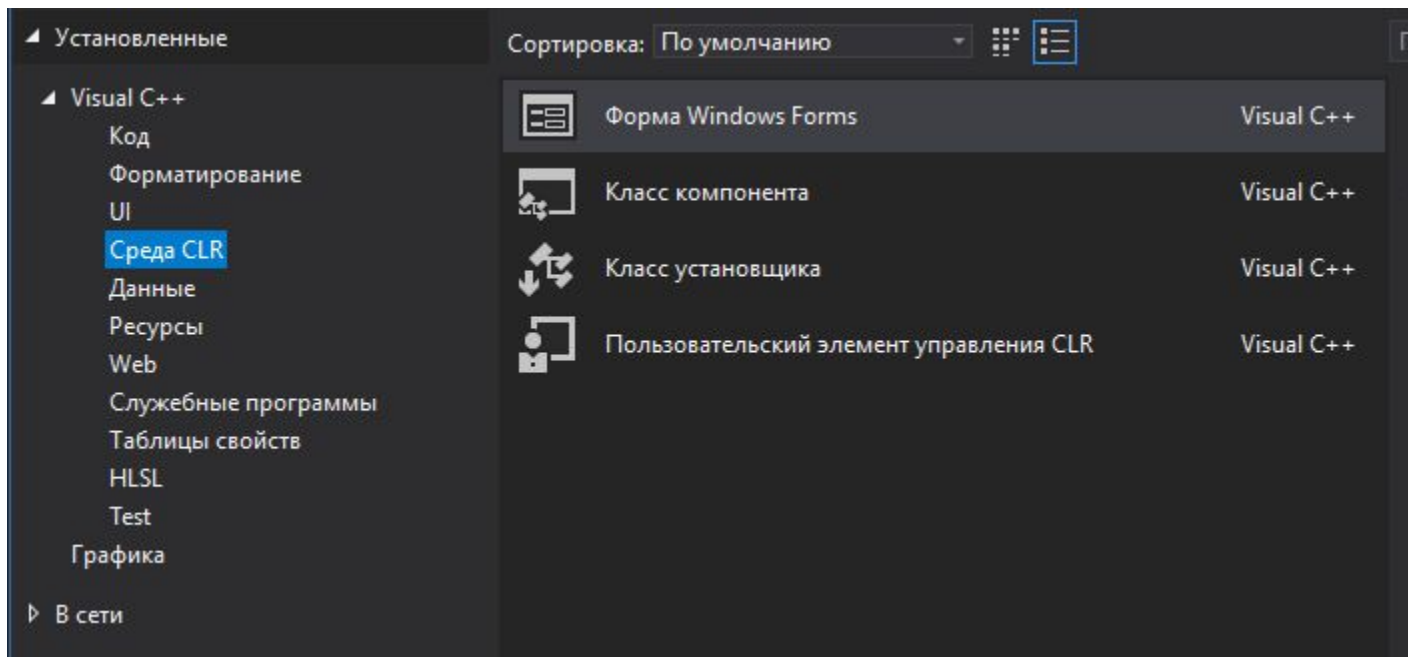 Установленные
Visual C++
Код
Форматирование
UI
Среда CLR
Данные
Ресурсы
Web
Служебные программы
Таблицы свойств
HLSL
Test
Графика
В сети
Сортировка: По умолчанию
Форма Windows Forms Visual C++
Класс компонента Visual C++
Класс установщика Visual C++
Пользовательский элемент управления CLR Visual C++